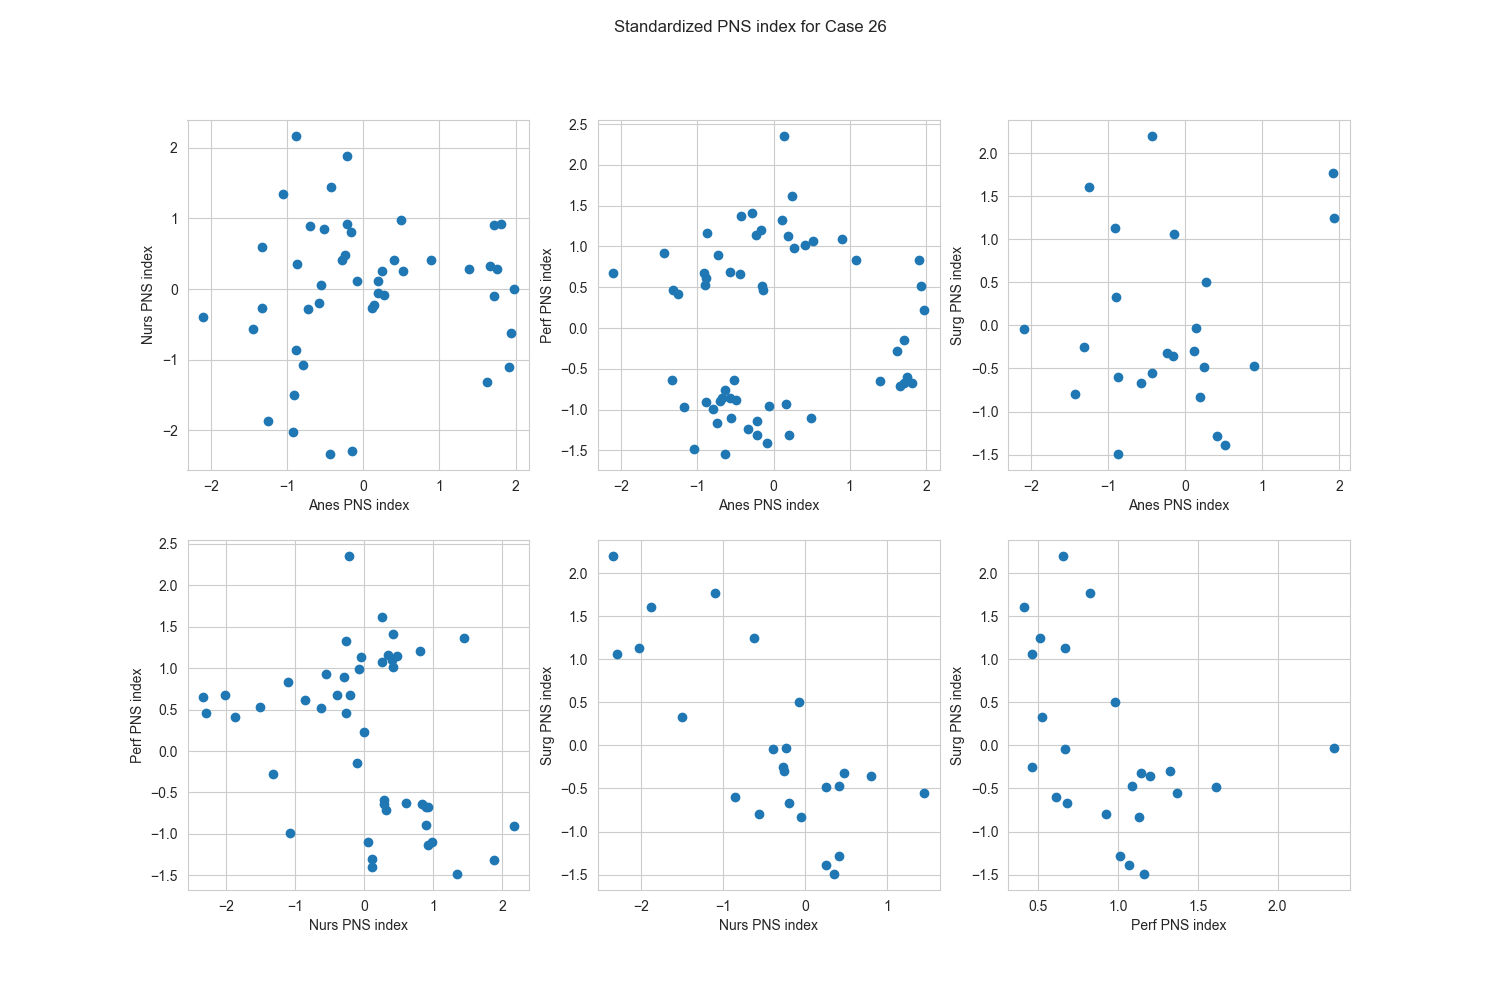 Standardized PNS index for Case 26
2
1
0
−1
−2
Nurs PNS index
−2 −1 0 1 2
Anes PNS index
2.5
2.0
1.5
1.0
0.5
0.0
−0.5
−1.0
−1.5
Perf PNS index
−2 −1 0 1 2
Anes PNS index
2.0
1.5
1.0
0.5
0.0
−0.5
−1.0
−1.5
Surg PNS index
−2 −1 0 1 2
Anes PNS index
2.5
2.0
1.5
1.0
0.5
0.0
−0.5
−1.0
−1.5
Perf PNS index
−2 −1 0 1 2
Nurs PNS index
2.0
1.5
1.0
0.5
0.0
−0.5
−1.0
−1.5
Surg PNS index
−2 −1 0 1
Nurs PNS index
2.0
1.5
1.0
0.5
0.0
−0.5
−1.0
−1.5
Surg PNS index
0.5 1.0 1.5 2.0
Perf PNS index